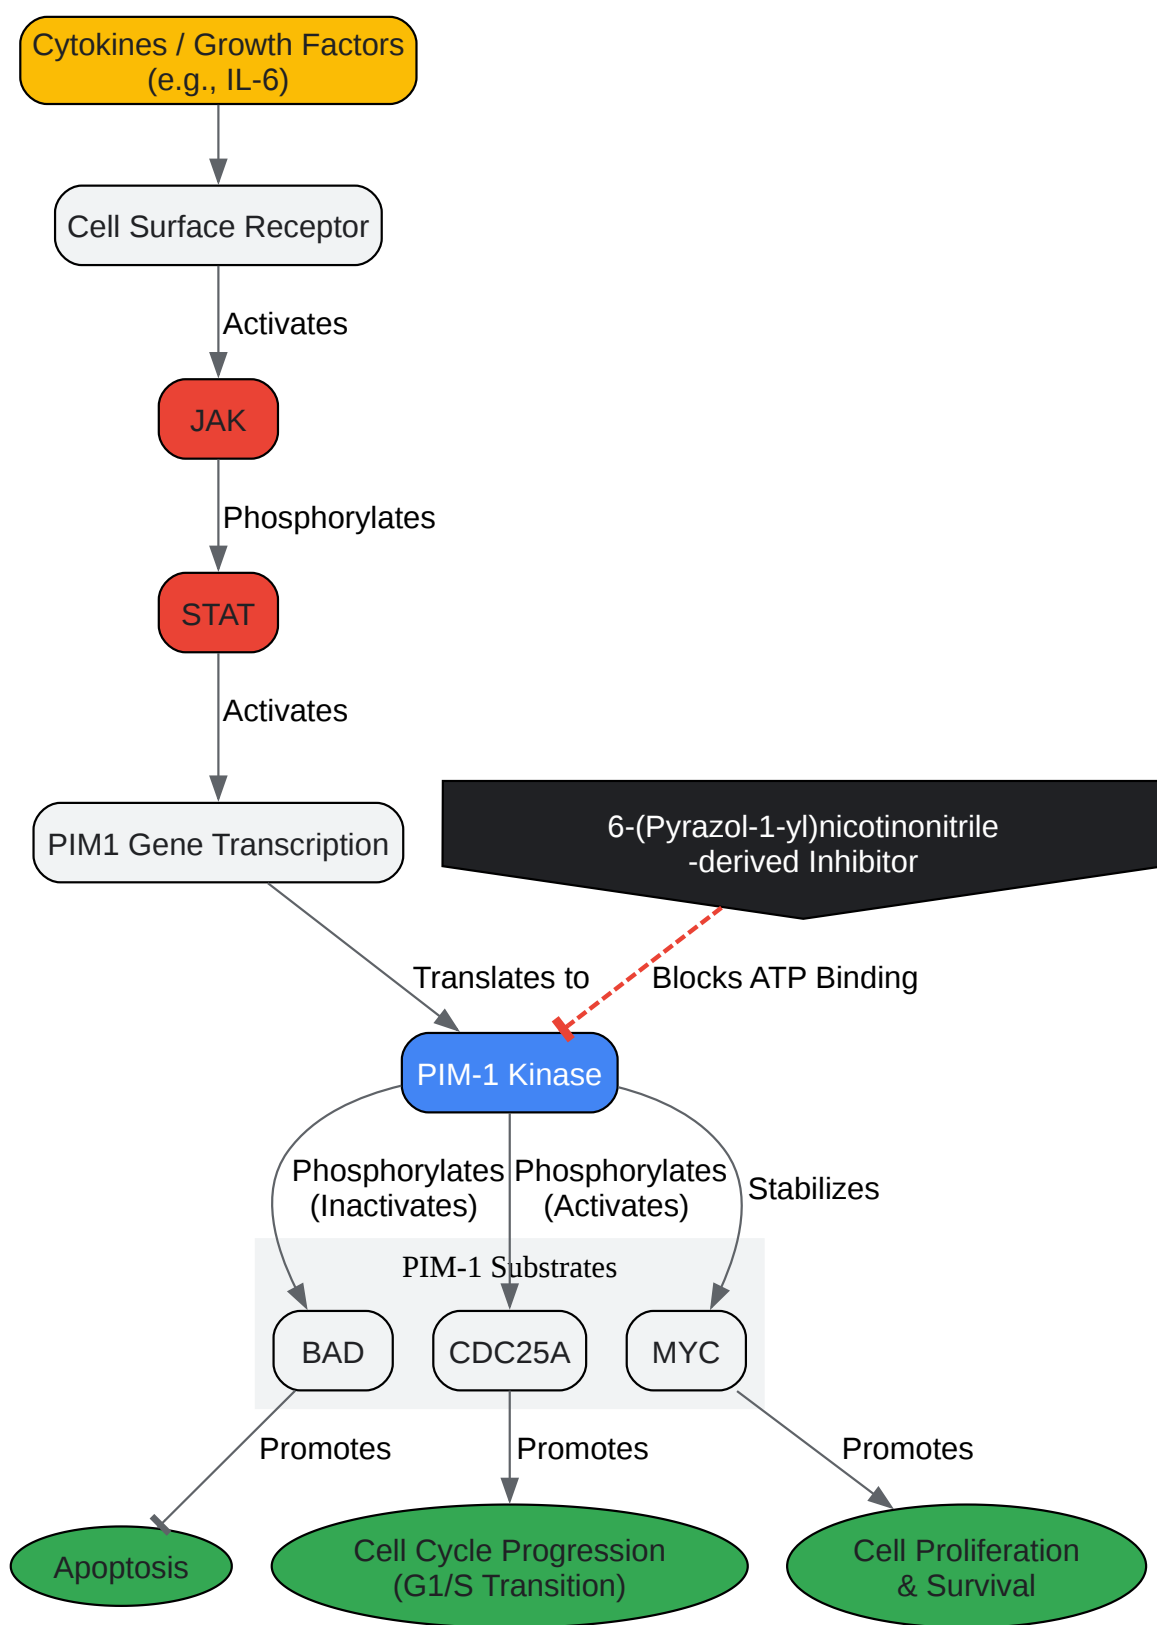 Cytokines / Growth Factors
(e.g., IL-6)
Cell Surface Receptor
Activates
JAK
Phosphorylates
STAT
Activates
PIM1 Gene Transcription
6-(Pyrazol-1-yl)nicotinonitrile
-derived Inhibitor
Translates to
Blocks ATP Binding
PIM-1 Kinase
Phosphorylates
(Inactivates)
Phosphorylates
(Activates)
Stabilizes
PIM-1 Substrates
BAD
CDC25A
MYC
Promotes
Promotes
Promotes
Apoptosis
Cell Cycle Progression
(G1/S Transition)
Cell Proliferation
& Survival